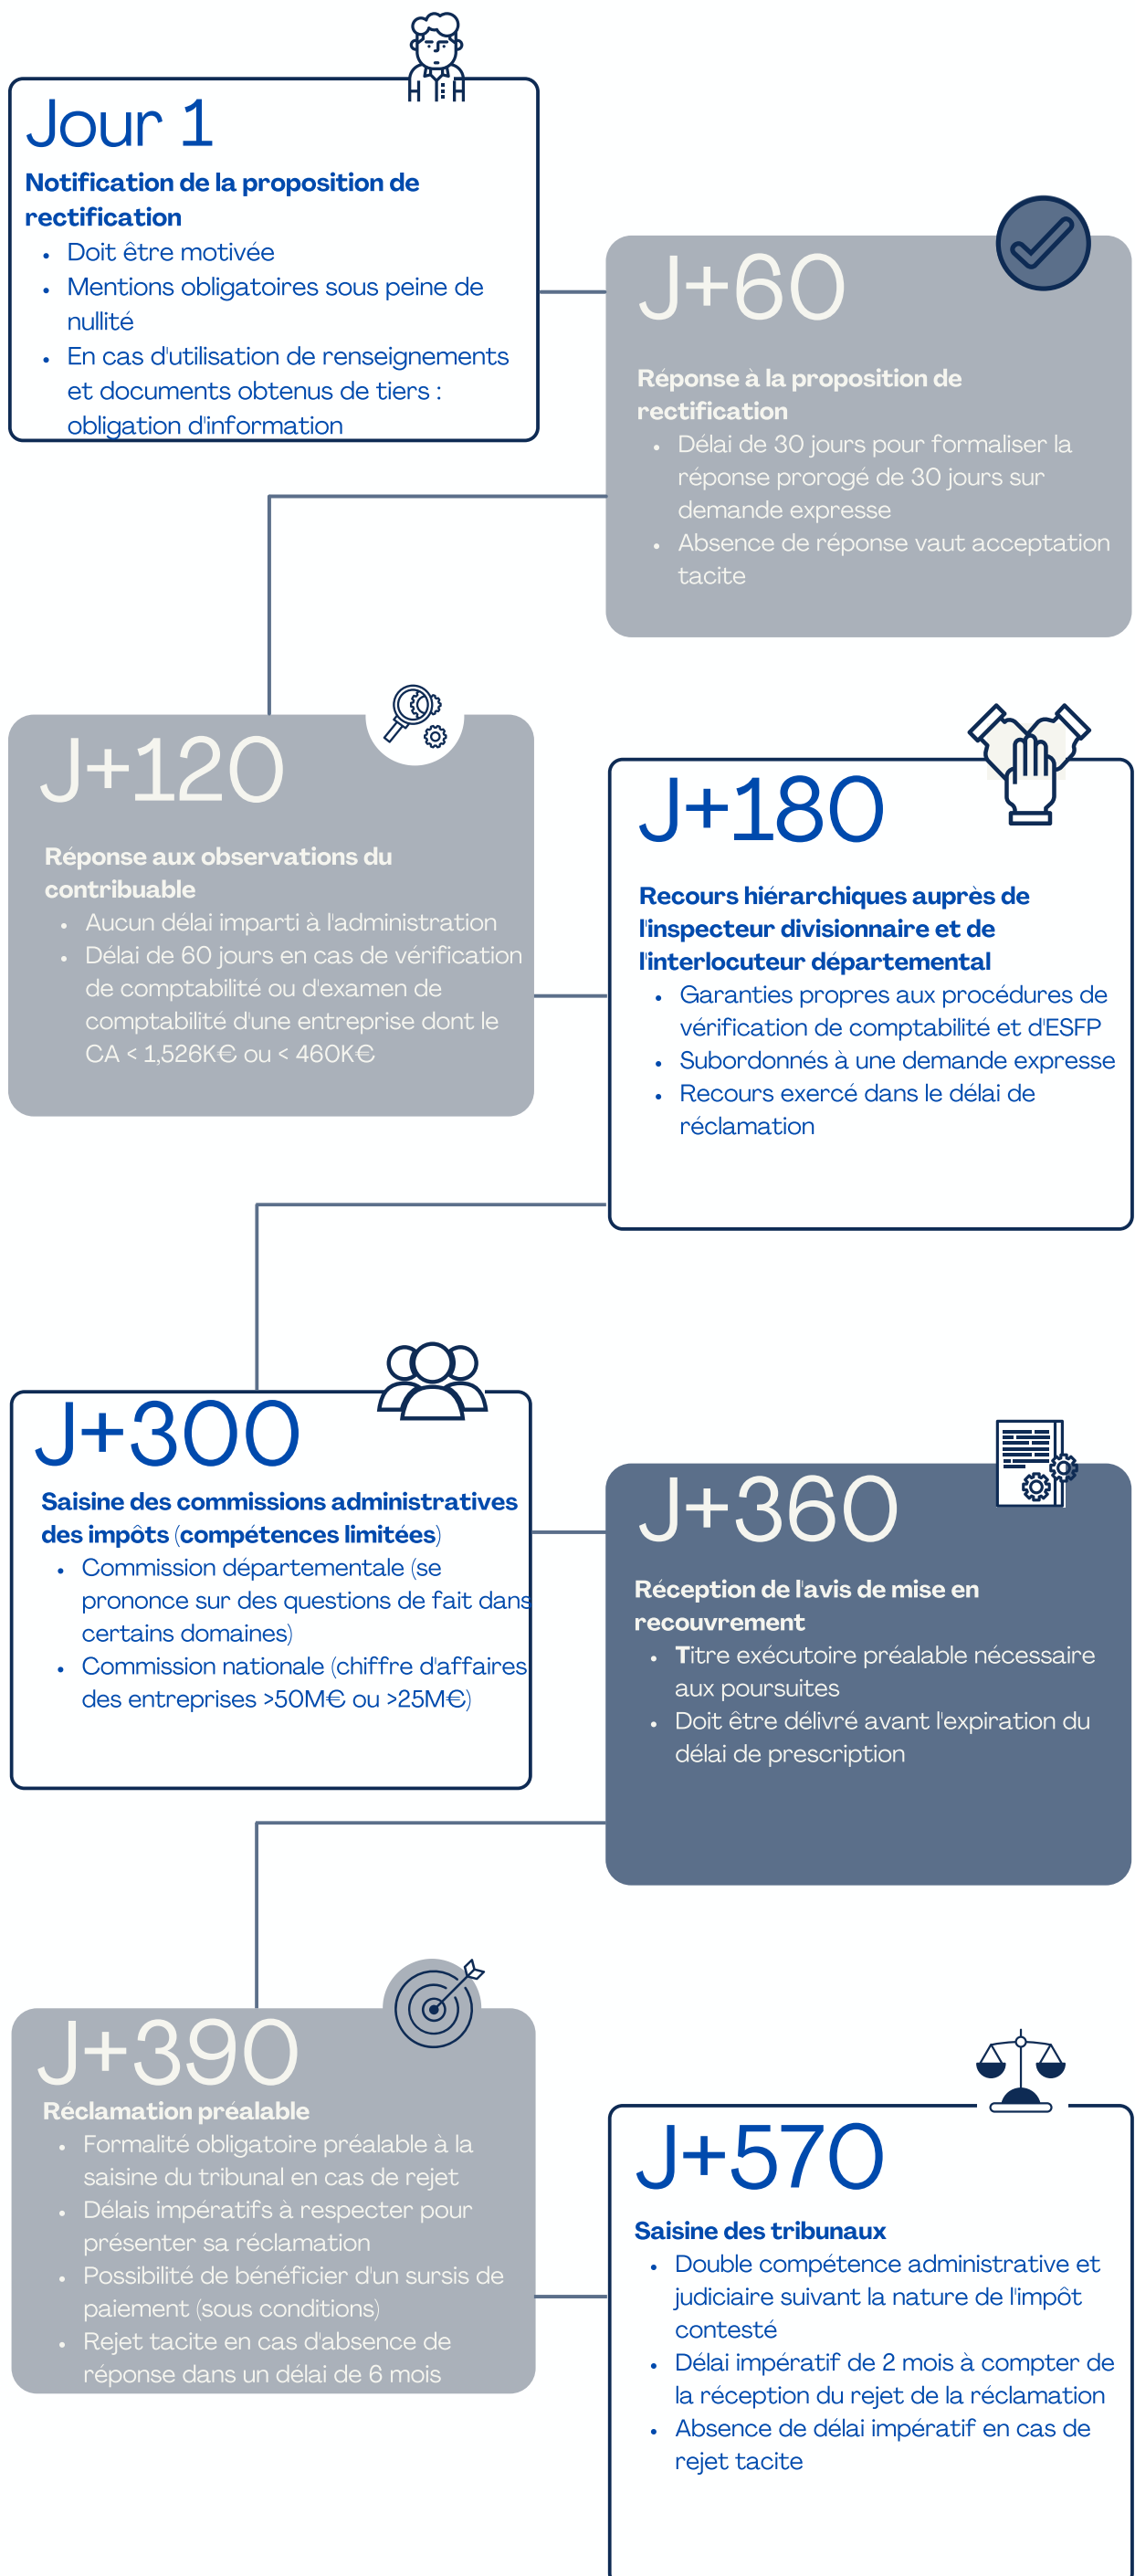 Jour 1
Notification de la proposition de
rectification
• Doit être motivée
• Mentions obligatoires sous peine de
nullité
• En cas d'utilisation de renseignements
et documents obtenus de tiers :
obligation d'information
J+60
Réponse à la proposition de
rectification
• Délai de 30 jours pour formaliser la
réponse prorogé de 30 jours sur
demande expresse
• Absence de réponse vaut acceptation
tacite
J+120
Réponse aux observations du
contribuable
• Aucun délai imparti à l'administration
• Délai de 60 jours en cas de vérification
de comptabilité ou d'examen de
comptabilité d'une entreprise dont le
CA < 1,526K€ ou < 460K€
J+180
Recours hiérarchiques auprès de
l'inspecteur divisionnaire et de
l'interlocuteur départemental
• Garanties propres aux procédures de
vérification de comptabilité et d'ESFP
• Subordonnés à une demande expresse
• Recours exercé dans le délai de
réclamation
J+300
Saisine des commissions administratives
des impôts (compétences limitées)
• Commission départementale (se
prononce sur des questions de fait dans
certains domaines)
• Commission nationale (chiffre d'affaires
des entreprises >50M€ ou >25M€)
J+360
Réception de l'avis de mise en
recouvrement
• Titre exécutoire préalable nécessaire
aux poursuites
• Doit être délivré avant l'expiration du
délai de prescription
J+390
Réclamation préalable
• Formalité obligatoire préalable à la
saisine du tribunal en cas de rejet
• Délais impératifs à respecter pour
présenter sa réclamation
• Possibilité de bénéficier d'un sursis de
paiement (sous conditions)
• Rejet tacite en cas d'absence de
réponse dans un délai de 6 mois
J+570
Saisine des tribunaux
• Double compétence administrative et
judiciaire suivant la nature de l'impôt
contesté
• Délai impératif de 2 mois à compter de
la réception du rejet de la réclamation
• Absence de délai impératif en cas de
rejet tacite